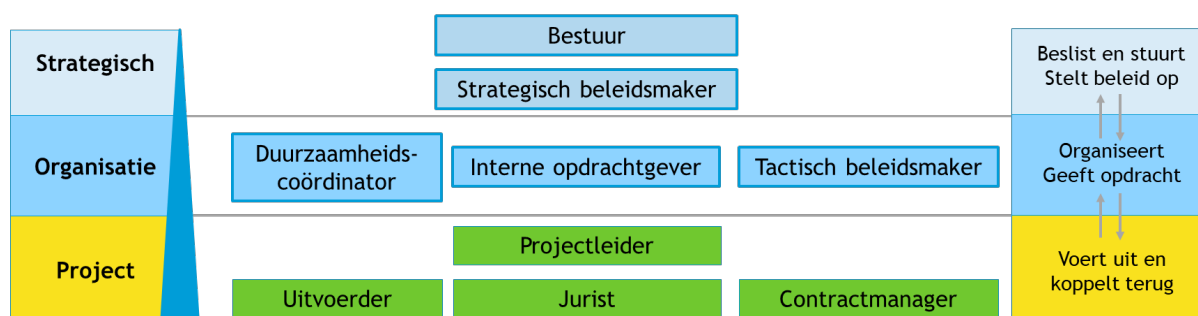 Strategisch
Bestuur
Strategisch beleidsmaker
Beslist en stuurt
Stelt beleid op
Organisatie
Duurzaamheids-
coördinator
Interne opdrachtgever
Tactisch beleidsmaker
Organiseert
Geeft opdracht
Project
Projectleider
Uitvoerder
Jurist
Contractmanager
Voert uit en
koppelt terug